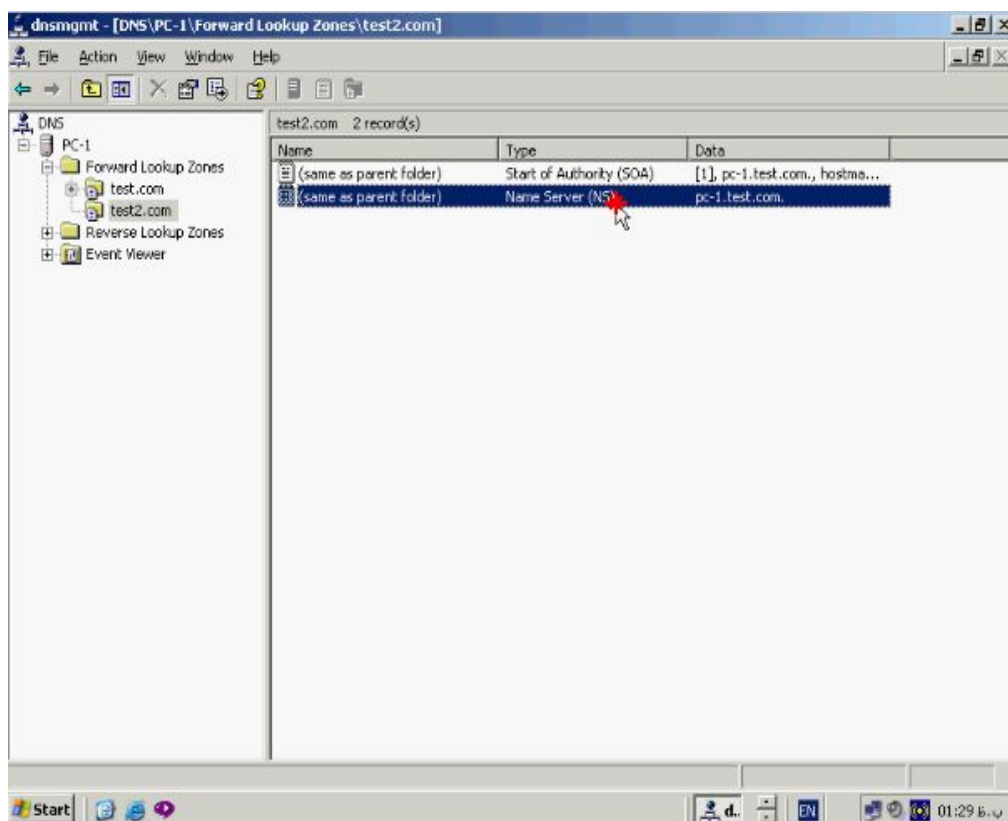 dnsmgmt - [DNS\PC-1\Forward Lookup Zones\test2.com]
File Action View Window Help
DNS
PC-1
Forward Lookup Zones
test.com
test2.com
Reverse Lookup Zones
Event Viewer
test2.com 2 record(s)
Name Type Data
(same as parent folder) Start of Authority (SOA) [1], pc-1.test.com., hostma...
(same as parent folder) Name Server (NS) pc-1.test.com.
Start d.. EN 01:29 ب.ظ